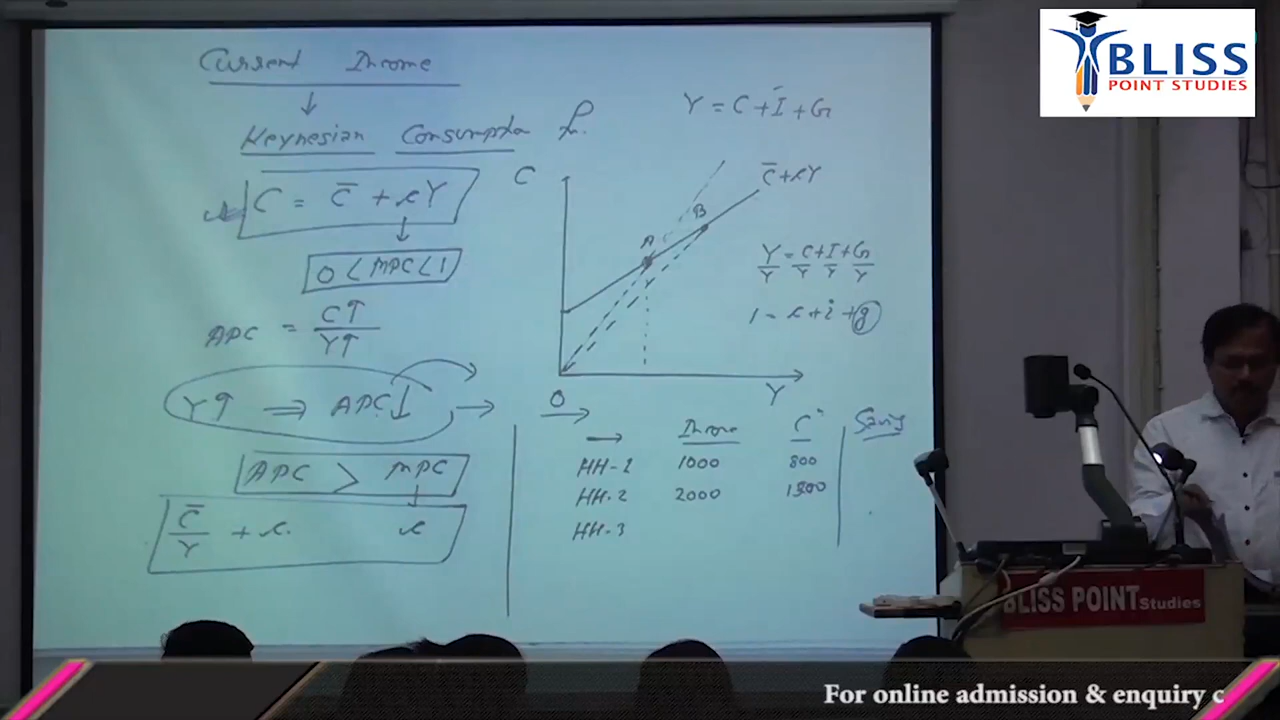 Current Income
Keynesian Consumption f.
C = C̄ + cY
0 < MPC < 1
APC = C↑ / Y↑
Y↑ ⇒ APC↓ →
APC > MPC
C̄/Y + c. c
Y = C + Ī + G
C
C̄ + cY
A
B
O
Y
Y/Y = C/Y + I/Y + G/Y
1 = c + i + g
Income C Saving
HH-1 1000 800
HH-2 2000 1500
HH-3
BLISS
POINT STUDIES
BLISS POINT Studies
For online admission & enquiry c